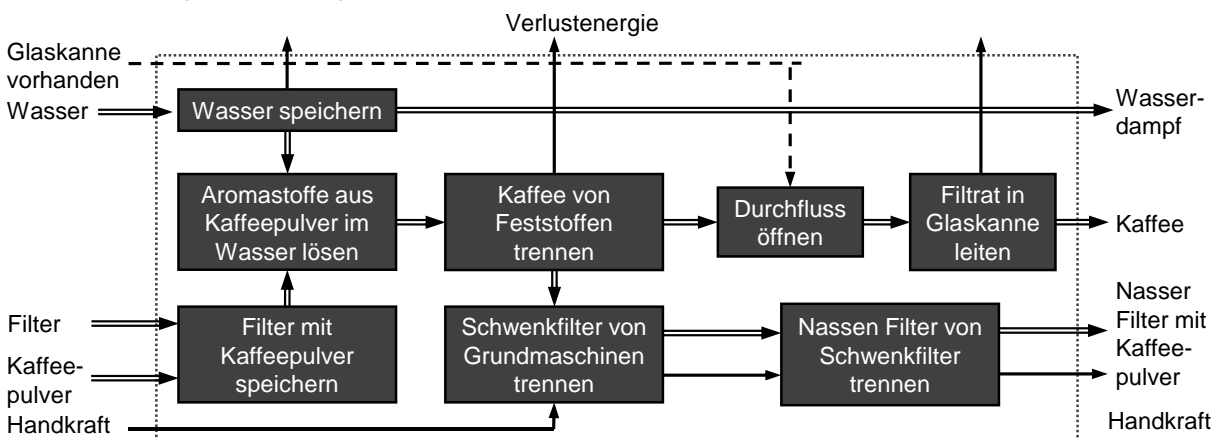 Verlustenergie
Glaskanne
vorhanden
Wasser
Wasser speichern
Wasser-
dampf
Aromastoffe aus
Kaffeepulver im
Wasser lösen
Kaffee von
Feststoffen
trennen
Durchfluss
öffnen
Filtrat in
Glaskanne
leiten
Kaffee
Filter
Kaffee-
pulver
Handkraft
Filter mit
Kaffeepulver
speichern
Schwenkfilter von
Grundmaschinen
trennen
Nassen Filter von
Schwenkfilter
trennen
Nasser
Filter mit
Kaffee-
pulver
Handkraft